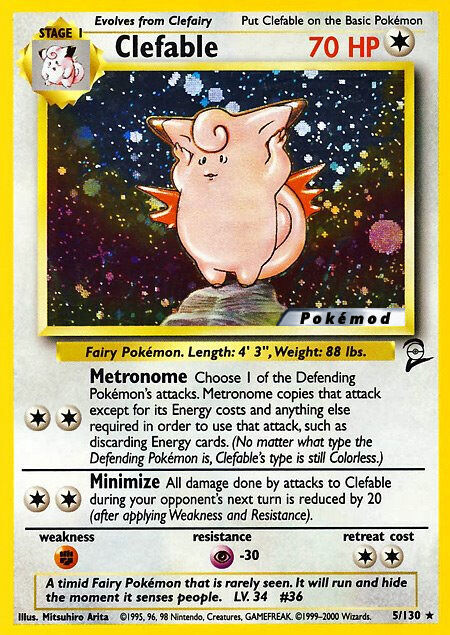 Evolves from Clefairy
Put Clefable on the Basic Pokémon
STAGE 1
Clefable
70 HP
Pokémod
Fairy Pokémon. Length: 4' 3", Weight: 88 lbs.
Metronome Choose 1 of the Defending
Pokémon's attacks. Metronome copies that attack
except for its Energy costs and anything else
required in order to use that attack, such as
discarding Energy cards. (No matter what type the
Defending Pokémon is, Clefable's type is still Colorless.)
Minimize All damage done by attacks to Clefable
during your opponent's next turn is reduced by 20
(after applying Weakness and Resistance).
weakness
resistance
retreat cost
-30
A timid Fairy Pokémon that is rarely seen. It will run and hide
the moment it senses people. LV. 34 #36
Illus. Mitsuhiro Arita ©1995, 96, 98 Nintendo, Creatures, GAMEFREAK. ©1999-2000 Wizards. 5/130 ★